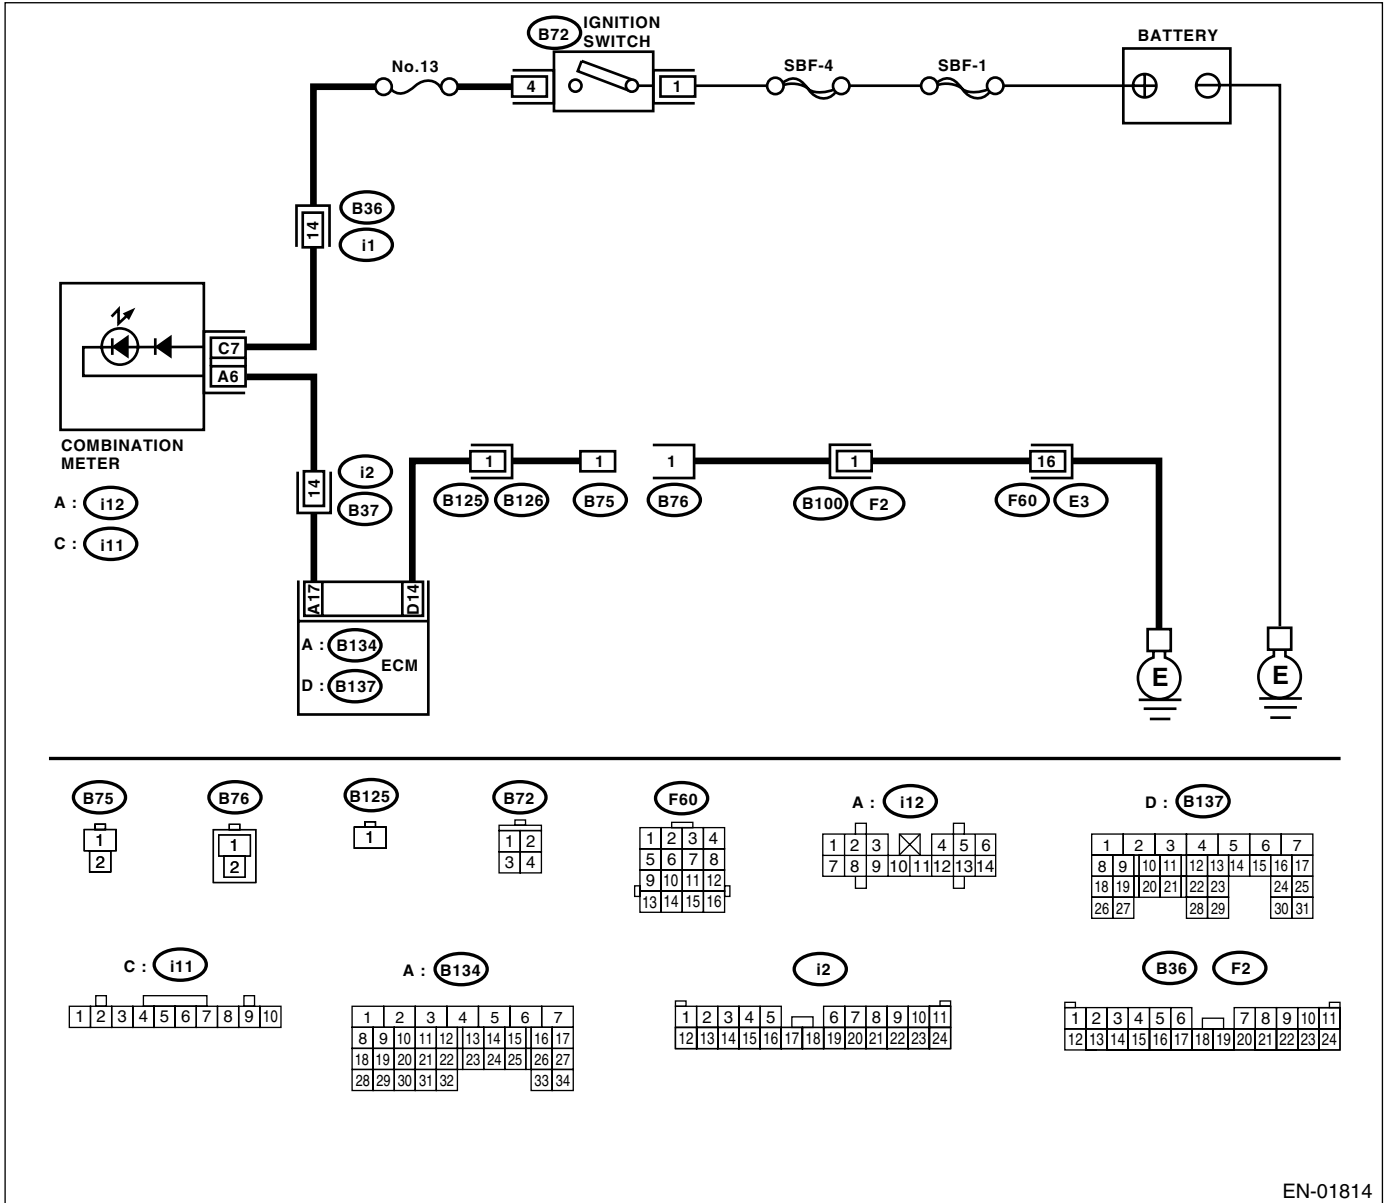 B72 IGNITION
SWITCH
BATTERY
No.13
SBF-4
SBF-1
4
1
14
B36
i1
C7
A6
COMBINATION
METER
A : i12
C : i11
14
i2
B37
1
1
1
1
16
B125 B126 B75 B76 B100 F2 F60 E3
A17
D14
A : B134
ECM
D : B137
E
E
B75
1
2
B76
1
2
B125
1
B72
1 2
3 4
F60
1 2 3 4
5 6 7 8
9 10 11 12
13 14 15 16
A : i12
1 2 3 4 5 6
7 8 9 10 11 12 13 14
D : B137
1 2 3 4 5 6 7
8 9 10 11 12 13 14 15 16 17
18 19 20 21 22 23 24 25
26 27 28 29 30 31
C : i11
1 2 3 4 5 6 7 8 9 10
A : B134
1 2 3 4 5 6 7
8 9 10 11 12 13 14 15 16 17
18 19 20 21 22 23 24 25 26 27
28 29 30 31 32 33 34
i2
1 2 3 4 5 6 7 8 9 10 11
12 13 14 15 16 17 18 19 20 21 22 23 24
B36 F2
1 2 3 4 5 6 7 8 9 10 11
12 13 14 15 16 17 18 19 20 21 22 23 24
EN-01814